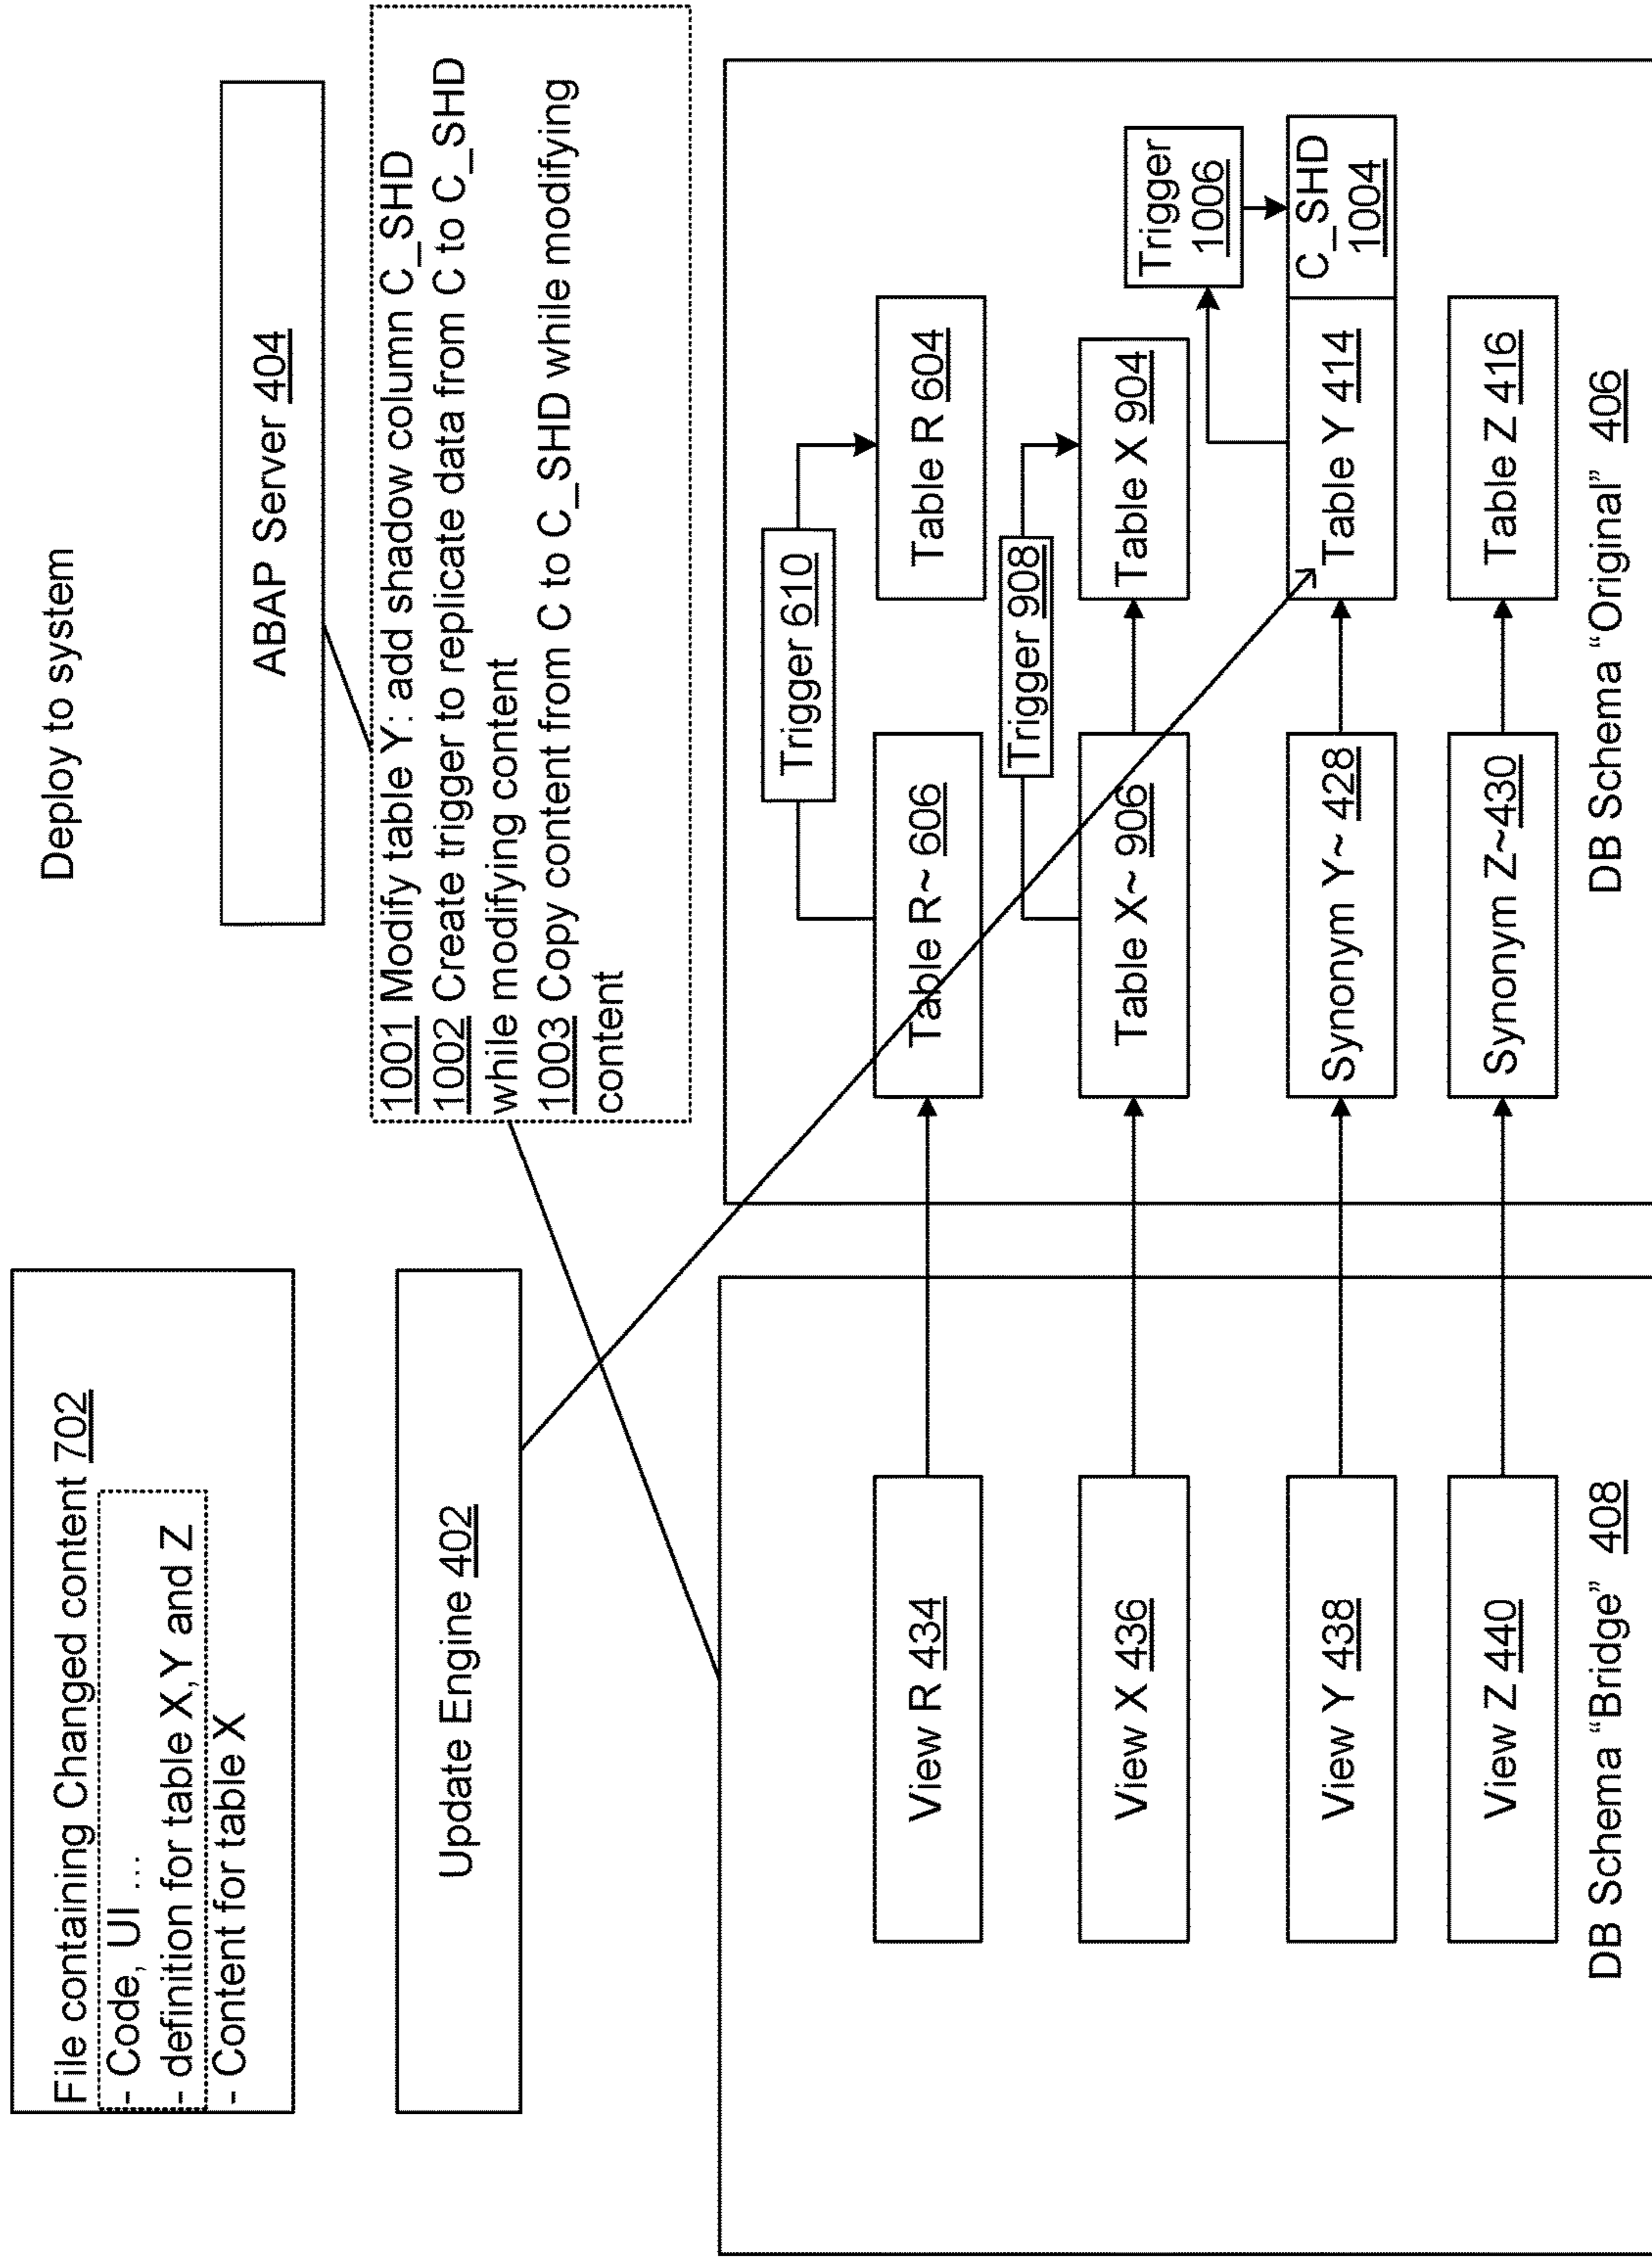 Deploy to system
File containing Changed content 702
- Code, UI ...
- definition for table X,Y and Z
- Content for table X
ABAP Server 404
Update Engine 402
1001 Modify table Y: add shadow column C_SHD
1002 Create trigger to replicate data from C to C_SHD
while modifying content
1003 Copy content from C to C_SHD while modifying
content
Trigger 610
View R 434
Table R~ 606
Table R 604
Trigger 908
View X 436
Table X~ 906
Table X 904
Trigger
1006
View Y 438
Synonym Y~ 428
Table Y 414
C_SHD
1004
View Z 440
Synonym Z~430
Table Z 416
DB Schema “Bridge” 408
DB Schema “Original” 406